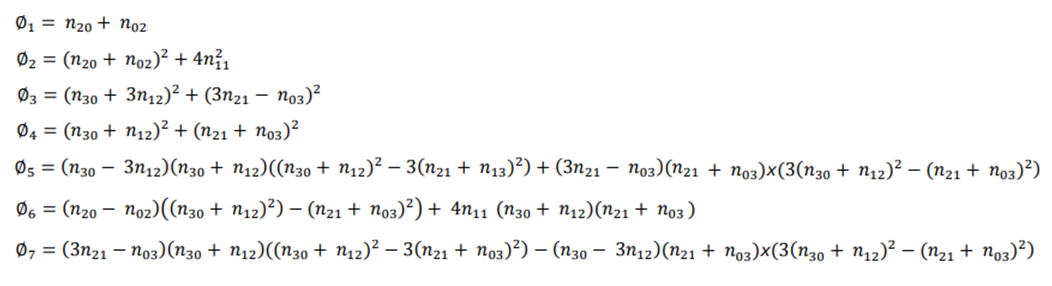 Ø₁ = n₂₀ + n₀₂
Ø₂ = (n₂₀ + n₀₂)² + 4n₁₁²
Ø₃ = (n₃₀ + 3n₁₂)² + (3n₂₁ − n₀₃)²
Ø₄ = (n₃₀ + n₁₂)² + (n₂₁ + n₀₃)²
Ø₅ = (n₃₀ − 3n₁₂)(n₃₀ + n₁₂)((n₃₀ + n₁₂)² − 3(n₂₁ + n₁₃)²) + (3n₂₁ − n₀₃)(n₂₁ + n₀₃)x(3(n₃₀ + n₁₂)² − (n₂₁ + n₀₃)²)
Ø₆ = (n₂₀ − n₀₂)((n₃₀ + n₁₂)²) − (n₂₁ + n₀₃)²) + 4n₁₁ (n₃₀ + n₁₂)(n₂₁ + n₀₃ )
Ø₇ = (3n₂₁ − n₀₃)(n₃₀ + n₁₂)((n₃₀ + n₁₂)² − 3(n₂₁ + n₀₃)²) − (n₃₀ − 3n₁₂)(n₂₁ + n₀₃)x(3(n₃₀ + n₁₂)² − (n₂₁ + n₀₃)²)